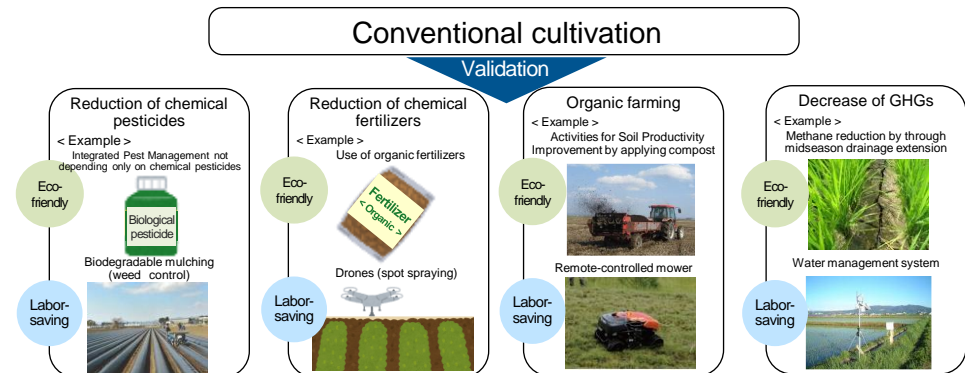 Conventional cultivation
Validation
Reduction of chemical
pesticides
< Example >
Integrated Pest Management not
depending only on chemical pesticides
Eco-
friendly
Biological
pesticide
Biodegradable mulching
(weed control)
Labor-
saving
Reduction of chemical
fertilizers
< Example >
Use of organic fertilizers
Eco-
friendly
Fertilizer
< Organic >
Drones (spot spraying)
Labor-
saving
Organic farming
< Example >
Activities for Soil Productivity
Improvement by applying compost
Eco-
friendly
Remote-controlled mower
Labor-
saving
Decrease of GHGs
< Example >
Methane reduction by through
midseason drainage extension
Eco-
friendly
Water management system
Labor-
saving